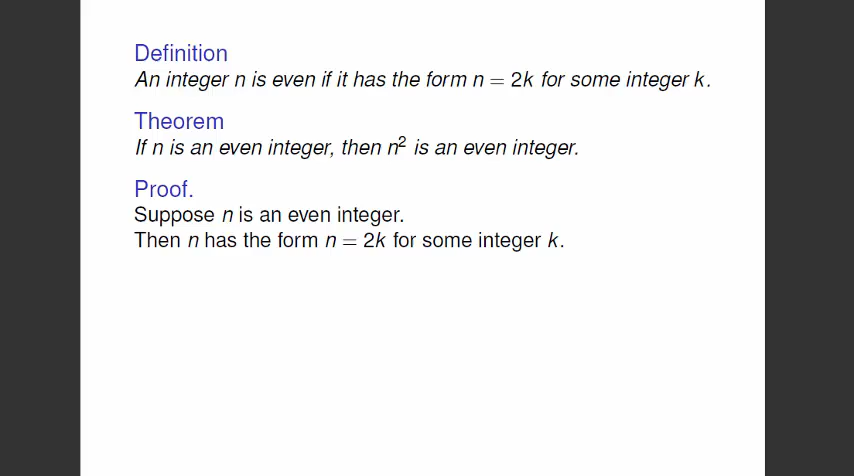 Definition
An integer n is even if it has the form n = 2k for some integer k.
Theorem
If n is an even integer, then n² is an even integer.
Proof.
Suppose n is an even integer.
Then n has the form n = 2k for some integer k.